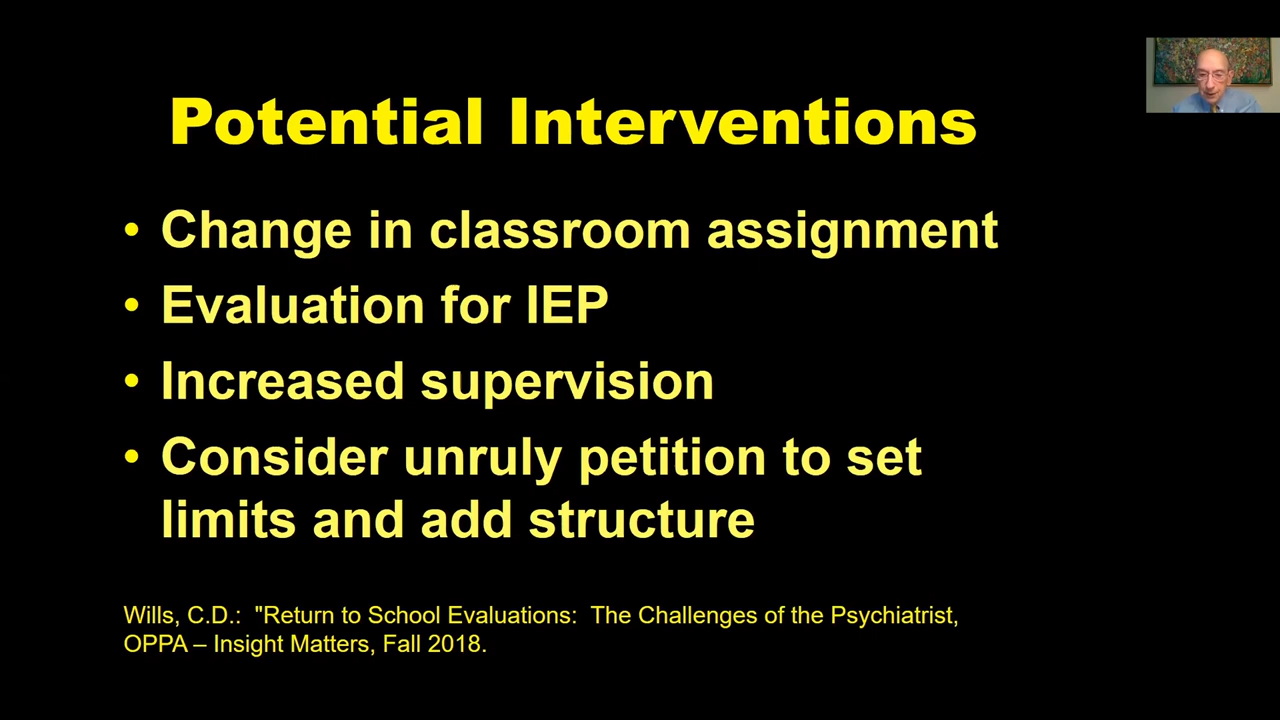 Potential Interventions
• Change in classroom assignment
• Evaluation for IEP
• Increased supervision
• Consider unruly petition to set
limits and add structure
Wills, C.D.:  "Return to School Evaluations:  The Challenges of the Psychiatrist,
OPPA – Insight Matters, Fall 2018.